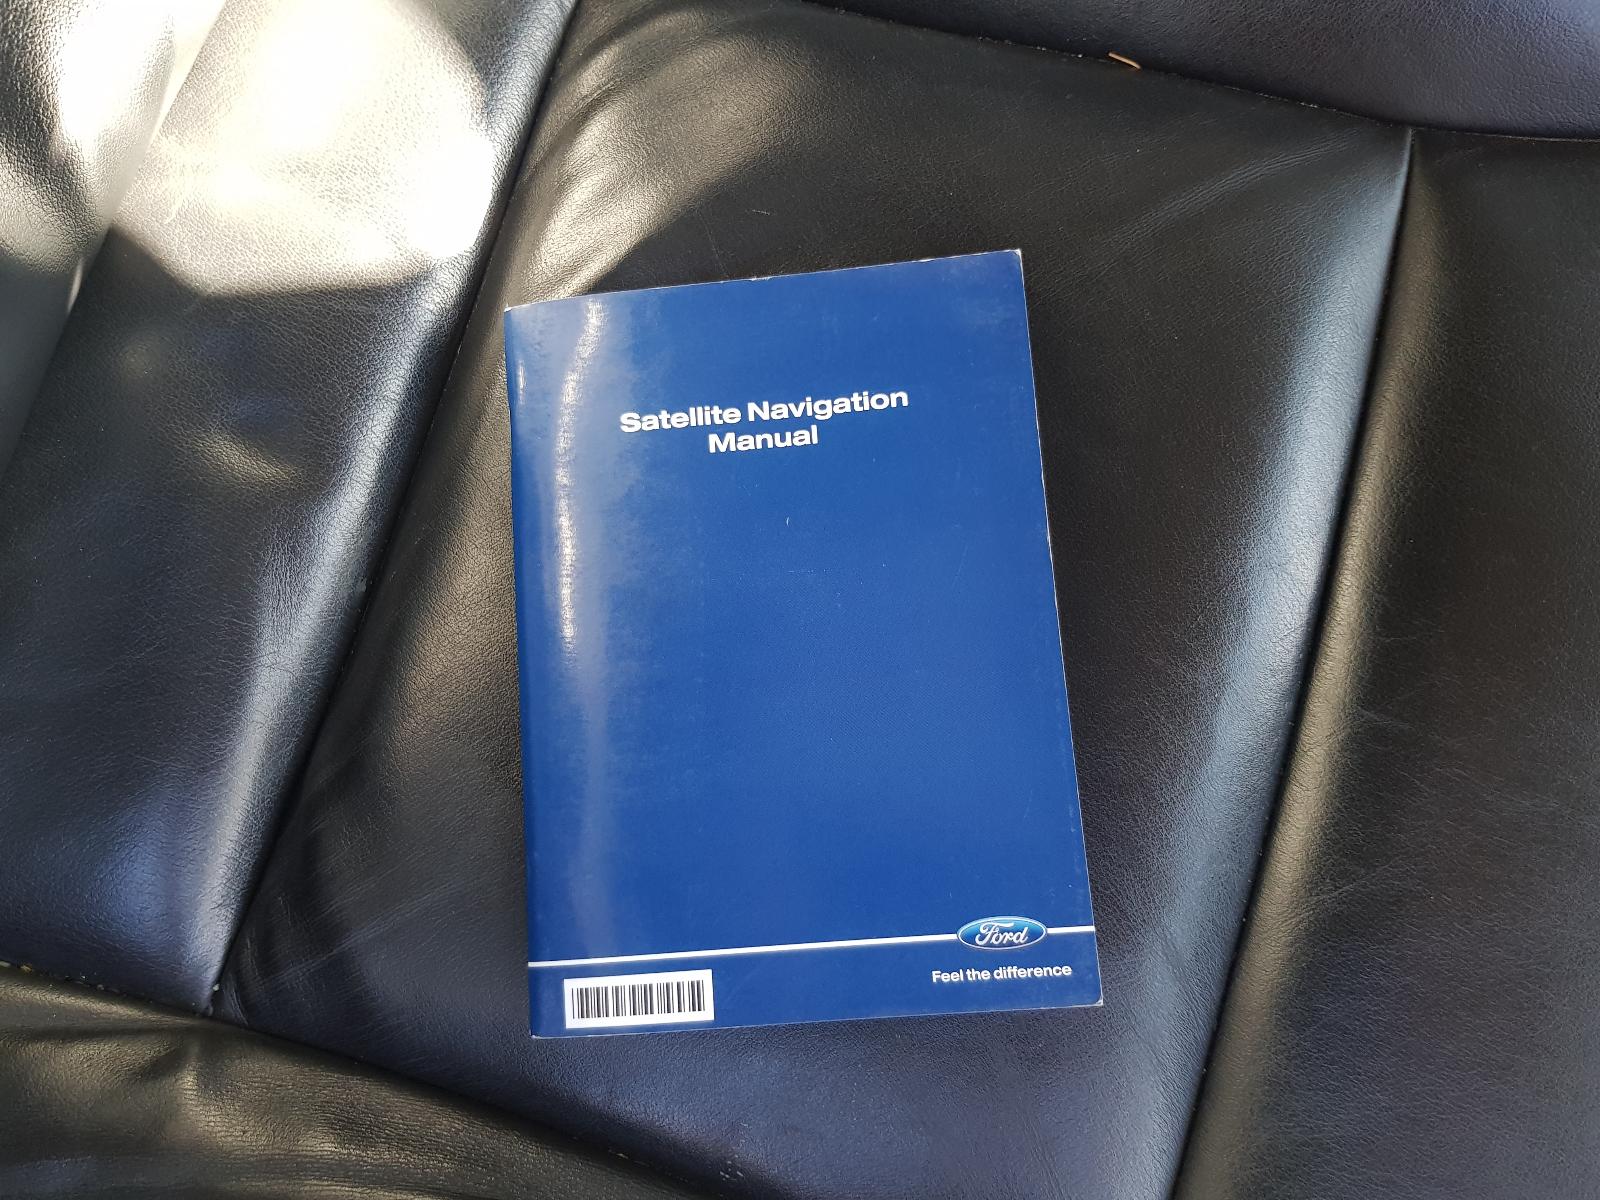 Satellite Navigation
Manual
Ford
Feel the difference